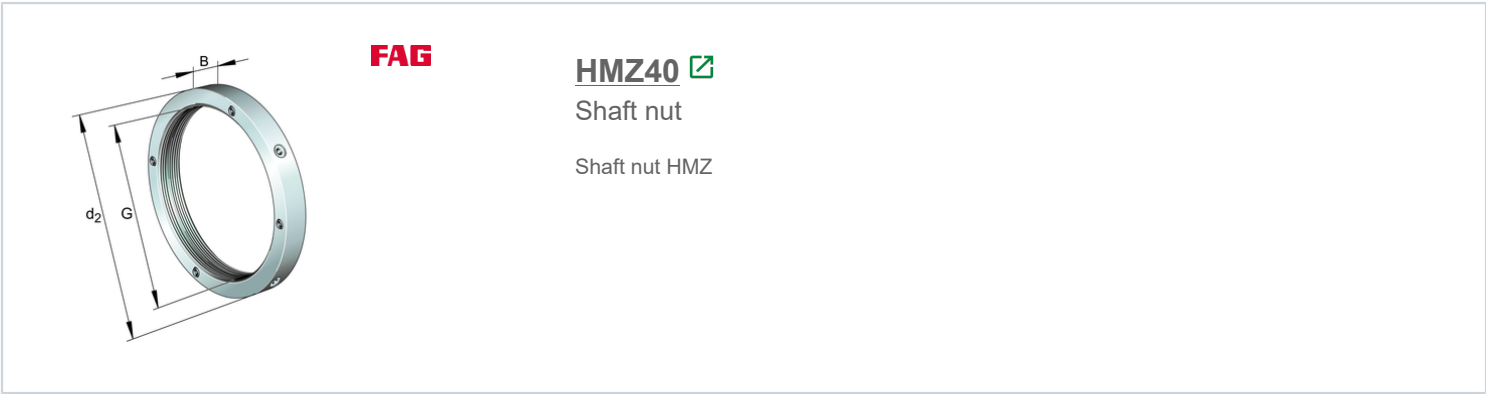 B
FAG
HMZ40
Shaft nut
Shaft nut HMZ
d2
G